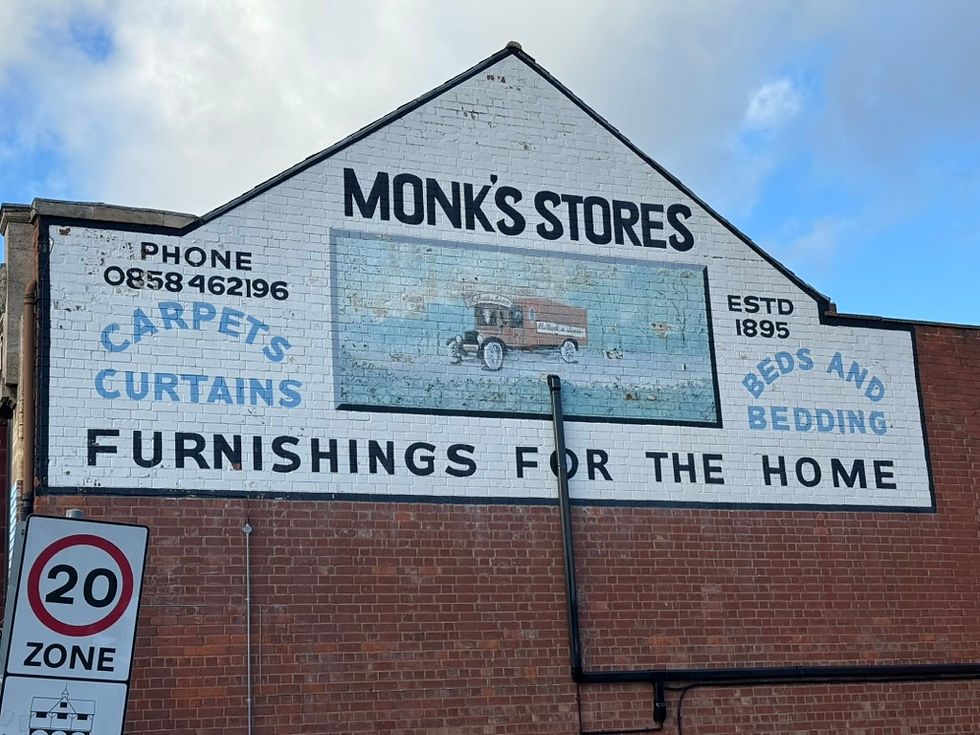 MONK'S STORES
PHONE
0858 462196
CARPETS
CURTAINS
ESTD
1895
BEDS AND
BEDDING
FURNISHINGS FOR THE HOME
20
ZONE